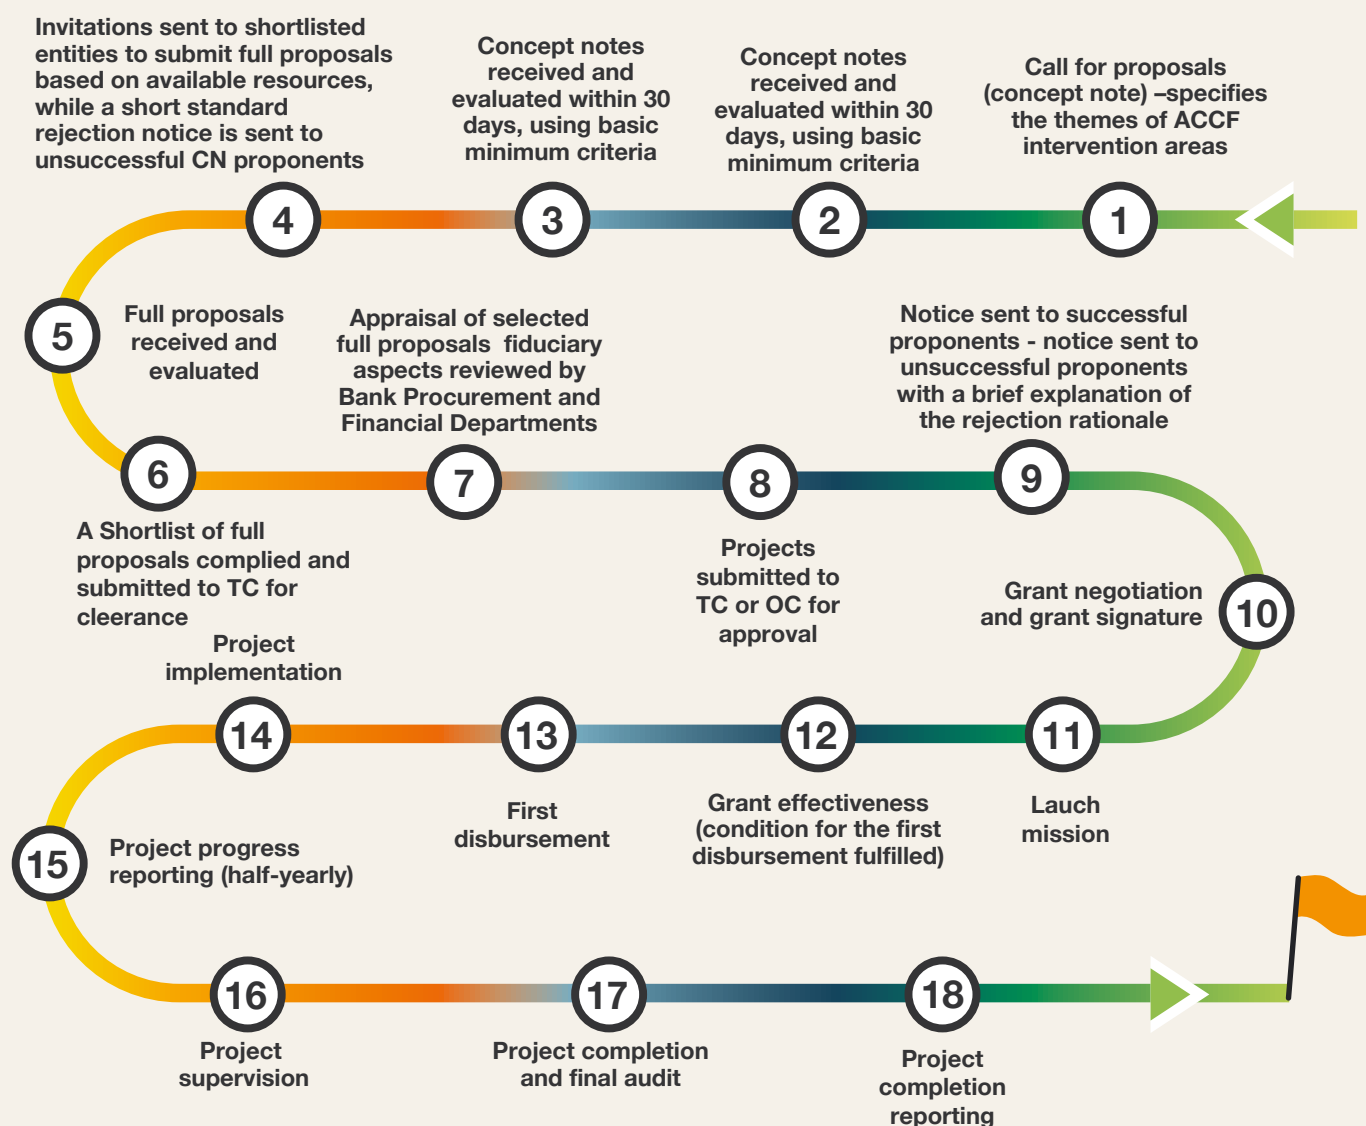 Call for proposals
(concept note) –specifies
the themes of ACCF
intervention areas
1
Concept notes
received and
evaluated within 30
days, using basic
minimum criteria
2
Concept notes
received and
evaluated within 30
days, using basic
minimum criteria
3
Invitations sent to shortlisted
entities to submit full proposals
based on available resources,
while a short standard
rejection notice is sent to
unsuccessful CN proponents
4
5
Full proposals
received and
evaluated
6
A Shortlist of full
proposals complied and
submitted to TC for
cleerance
Appraisal of selected
full proposals fiduciary
aspects reviewed by
Bank Procurement and
Financial Departments
7
8
Projects
submitted to
TC or OC for
approval
Notice sent to successful
proponents - notice sent to
unsuccessful proponents
with a brief explanation of
the rejection rationale
9
Grant negotiation
and grant signature
10
11
Lauch
mission
12
Grant effectiveness
(condition for the first
disbursement fulfilled)
13
First
disbursement
Project
implementation
14
15
Project progress
reporting (half-yearly)
16
Project
supervision
17
Project completion
and final audit
18
Project
completion
reporting